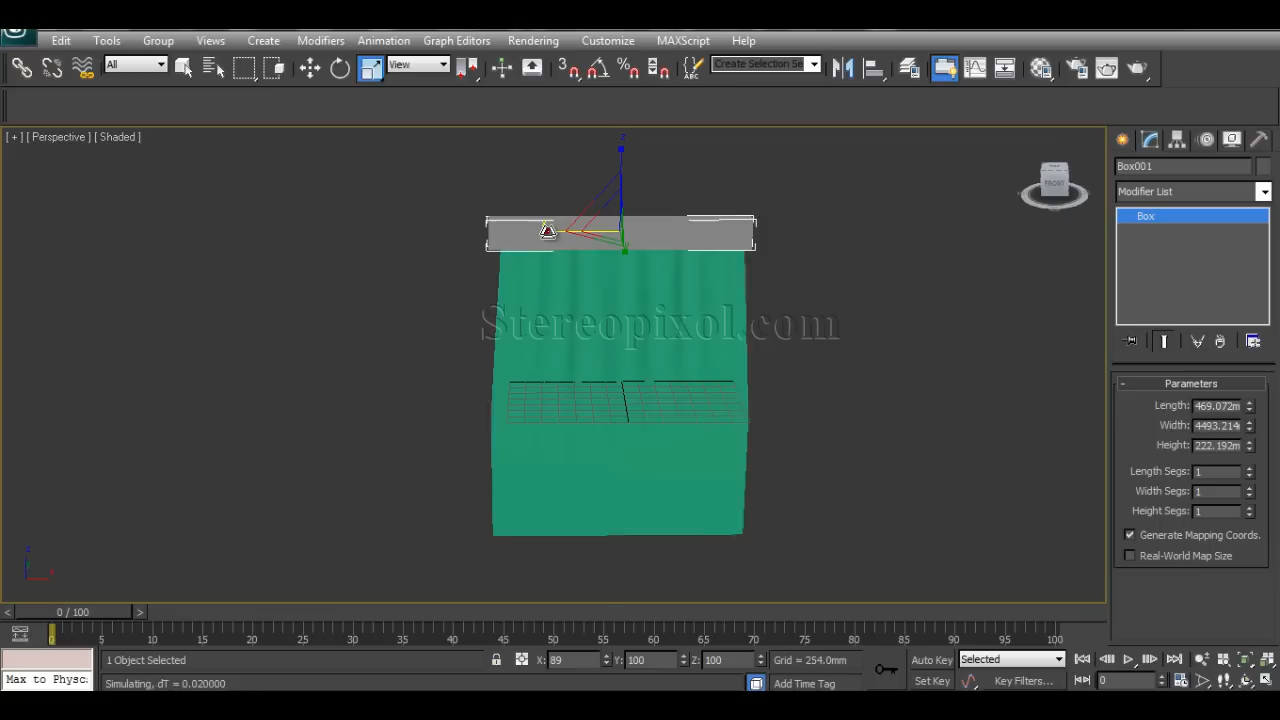 Edit Tools Group Views Create Modifiers Animation Graph Editors Rendering Customize MAXScript Help
All View Create Selection Se
[ + ] [ Perspective ] [ Shaded ]
z
FRONT
Stereopixol.com
Box001
Modifier List
Box
- Parameters
Length: 469.072m
Width: 4493.214m
Height: 222.192m
Length Segs: 1
Width Segs: 1
Height Segs: 1
Generate Mapping Coords.
Real-World Map Size
z
x
< 0 / 100 >
0 5 10 15 20 25 30 35 40 45 50 55 60 65 70 75 80 85 90 95 100
1 Object Selected X: 89 Y: 100 Z: 100 Grid = 254.0mm Auto Key Selected
Max to Physc. Simulating, dT = 0.020000 Add Time Tag Set Key Key Filters... 0